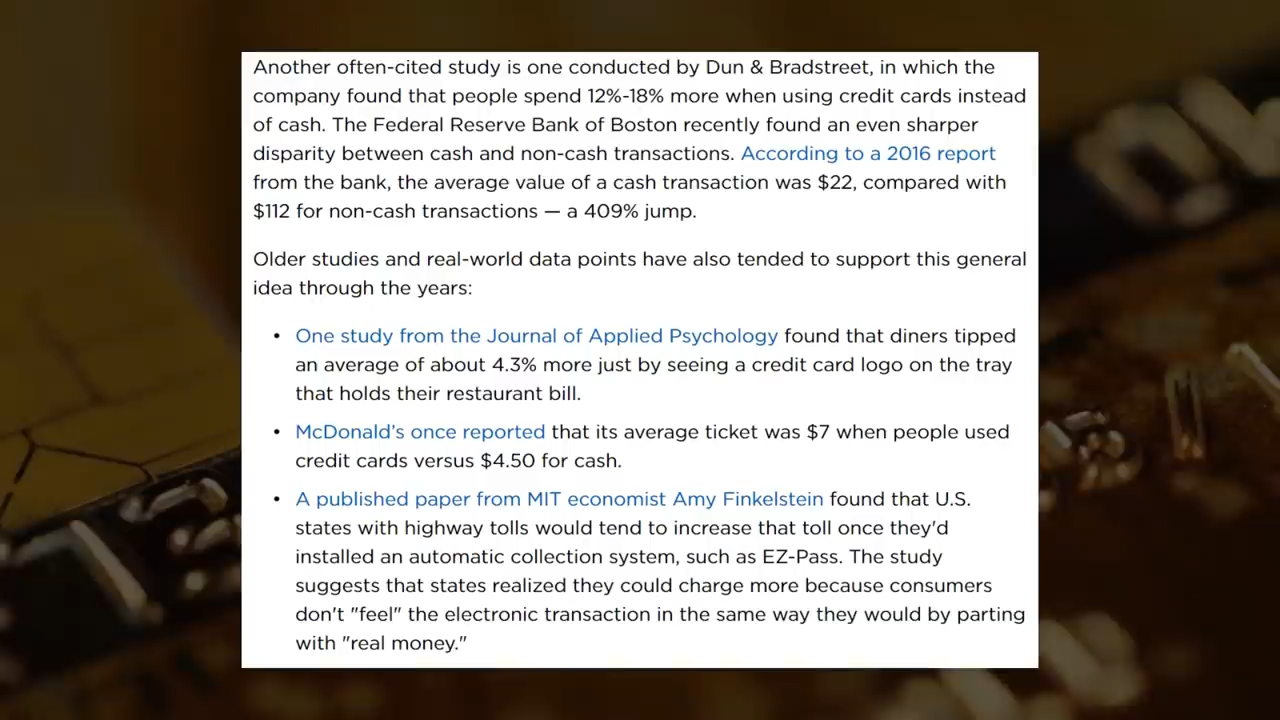 Another often-cited study is one conducted by Dun & Bradstreet, in which the
company found that people spend 12%-18% more when using credit cards instead
of cash. The Federal Reserve Bank of Boston recently found an even sharper
disparity between cash and non-cash transactions. According to a 2016 report
from the bank, the average value of a cash transaction was $22, compared with
$112 for non-cash transactions — a 409% jump.
Older studies and real-world data points have also tended to support this general
idea through the years:
• One study from the Journal of Applied Psychology found that diners tipped
an average of about 4.3% more just by seeing a credit card logo on the tray
that holds their restaurant bill.
• McDonald’s once reported that its average ticket was $7 when people used
credit cards versus $4.50 for cash.
• A published paper from MIT economist Amy Finkelstein found that U.S.
states with highway tolls would tend to increase that toll once they'd
installed an automatic collection system, such as EZ-Pass. The study
suggests that states realized they could charge more because consumers
don't "feel" the electronic transaction in the same way they would by parting
with "real money."